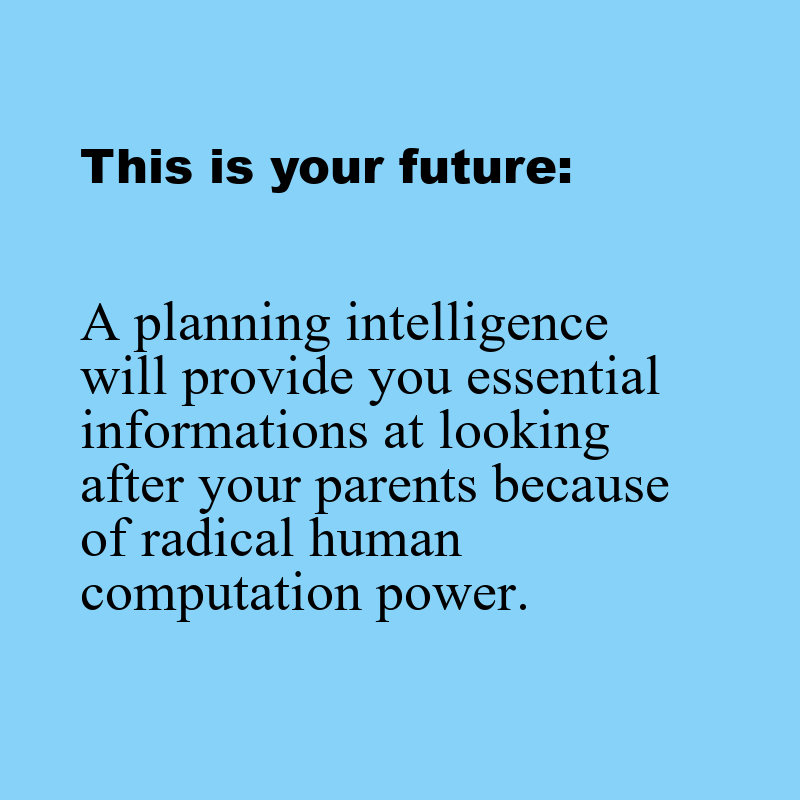 This is your future:
A planning intelligence
will provide you essential
informations at looking
after your parents because
of radical human
computation power.